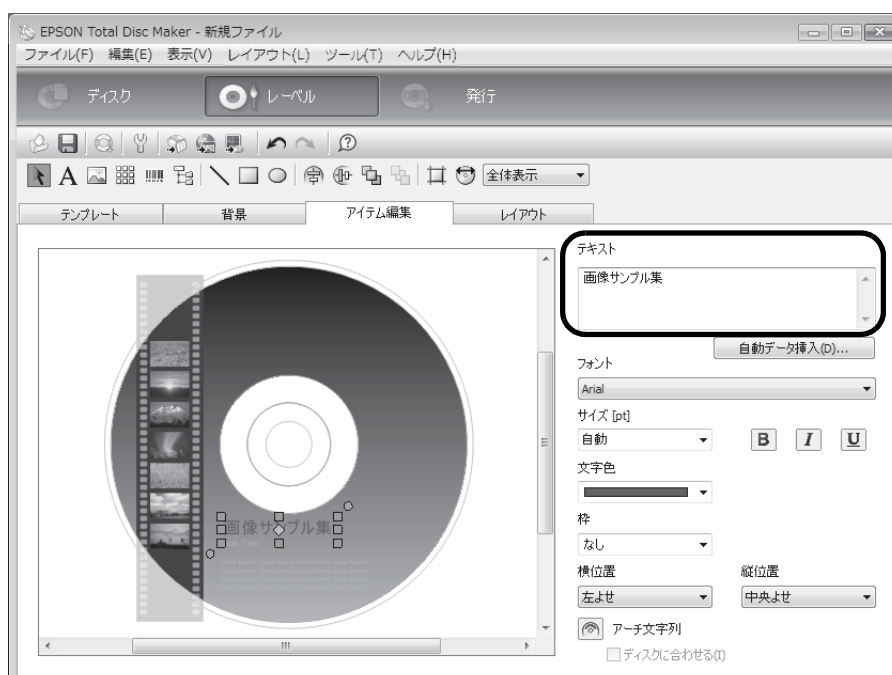 EPSON Total Disc Maker - 新規ファイル
ファイル(F) 編集(E) 表示(V) レイアウト(L) ツール(T) ヘルプ(H)
ディスク レーベル 発行
全体表示
テンプレート 背景 アイテム編集 レイアウト
テキスト
画像サンプル集
自動データ挿入(D)...
フォント
Arial
サイズ [pt]
自動 B I U
文字色
枠
なし
横位置 縦位置
左よせ 中央よせ
アーチ文字列
ディスクに合わせる(I)
画像サンプル集